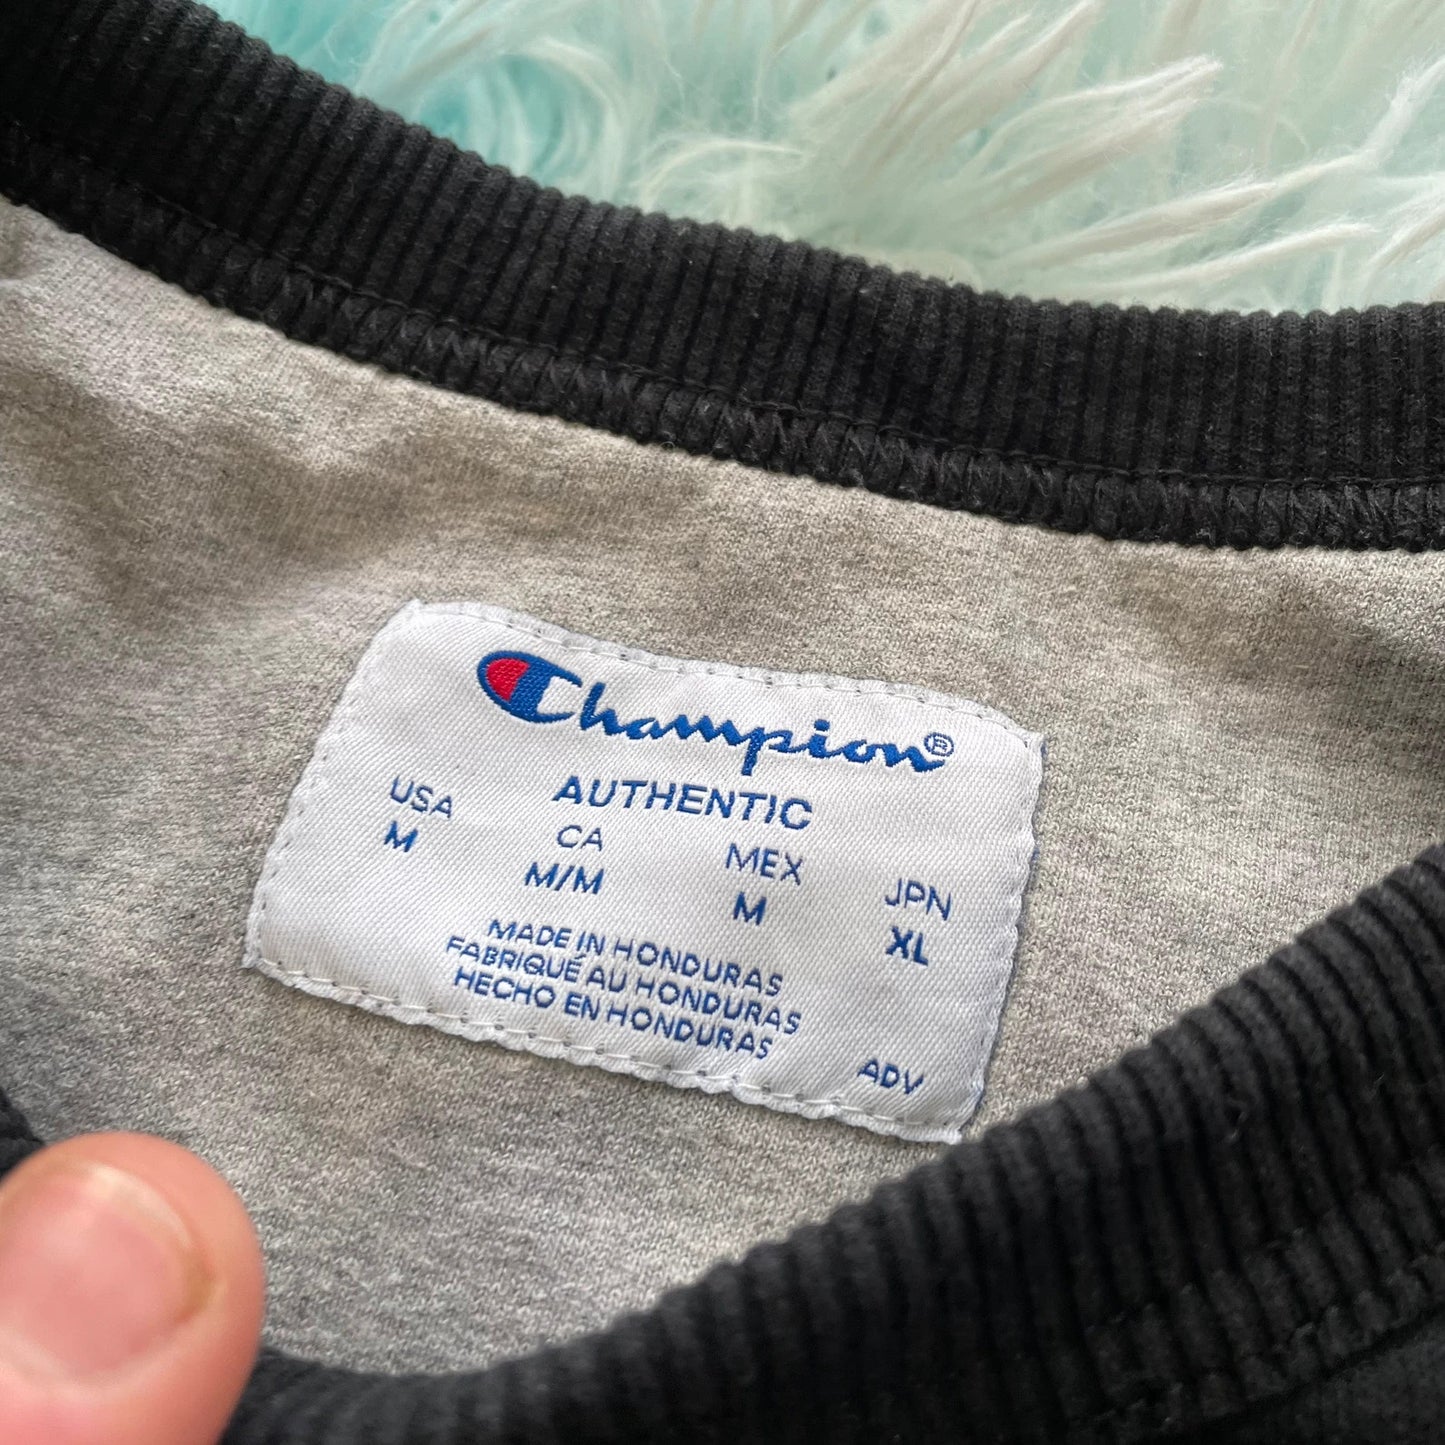 Champion®
AUTHENTIC
USA CA MEX JPN
M M/M M XL
MADE IN HONDURAS
FABRIQUÉ AU HONDURAS
HECHO EN HONDURAS
ADV